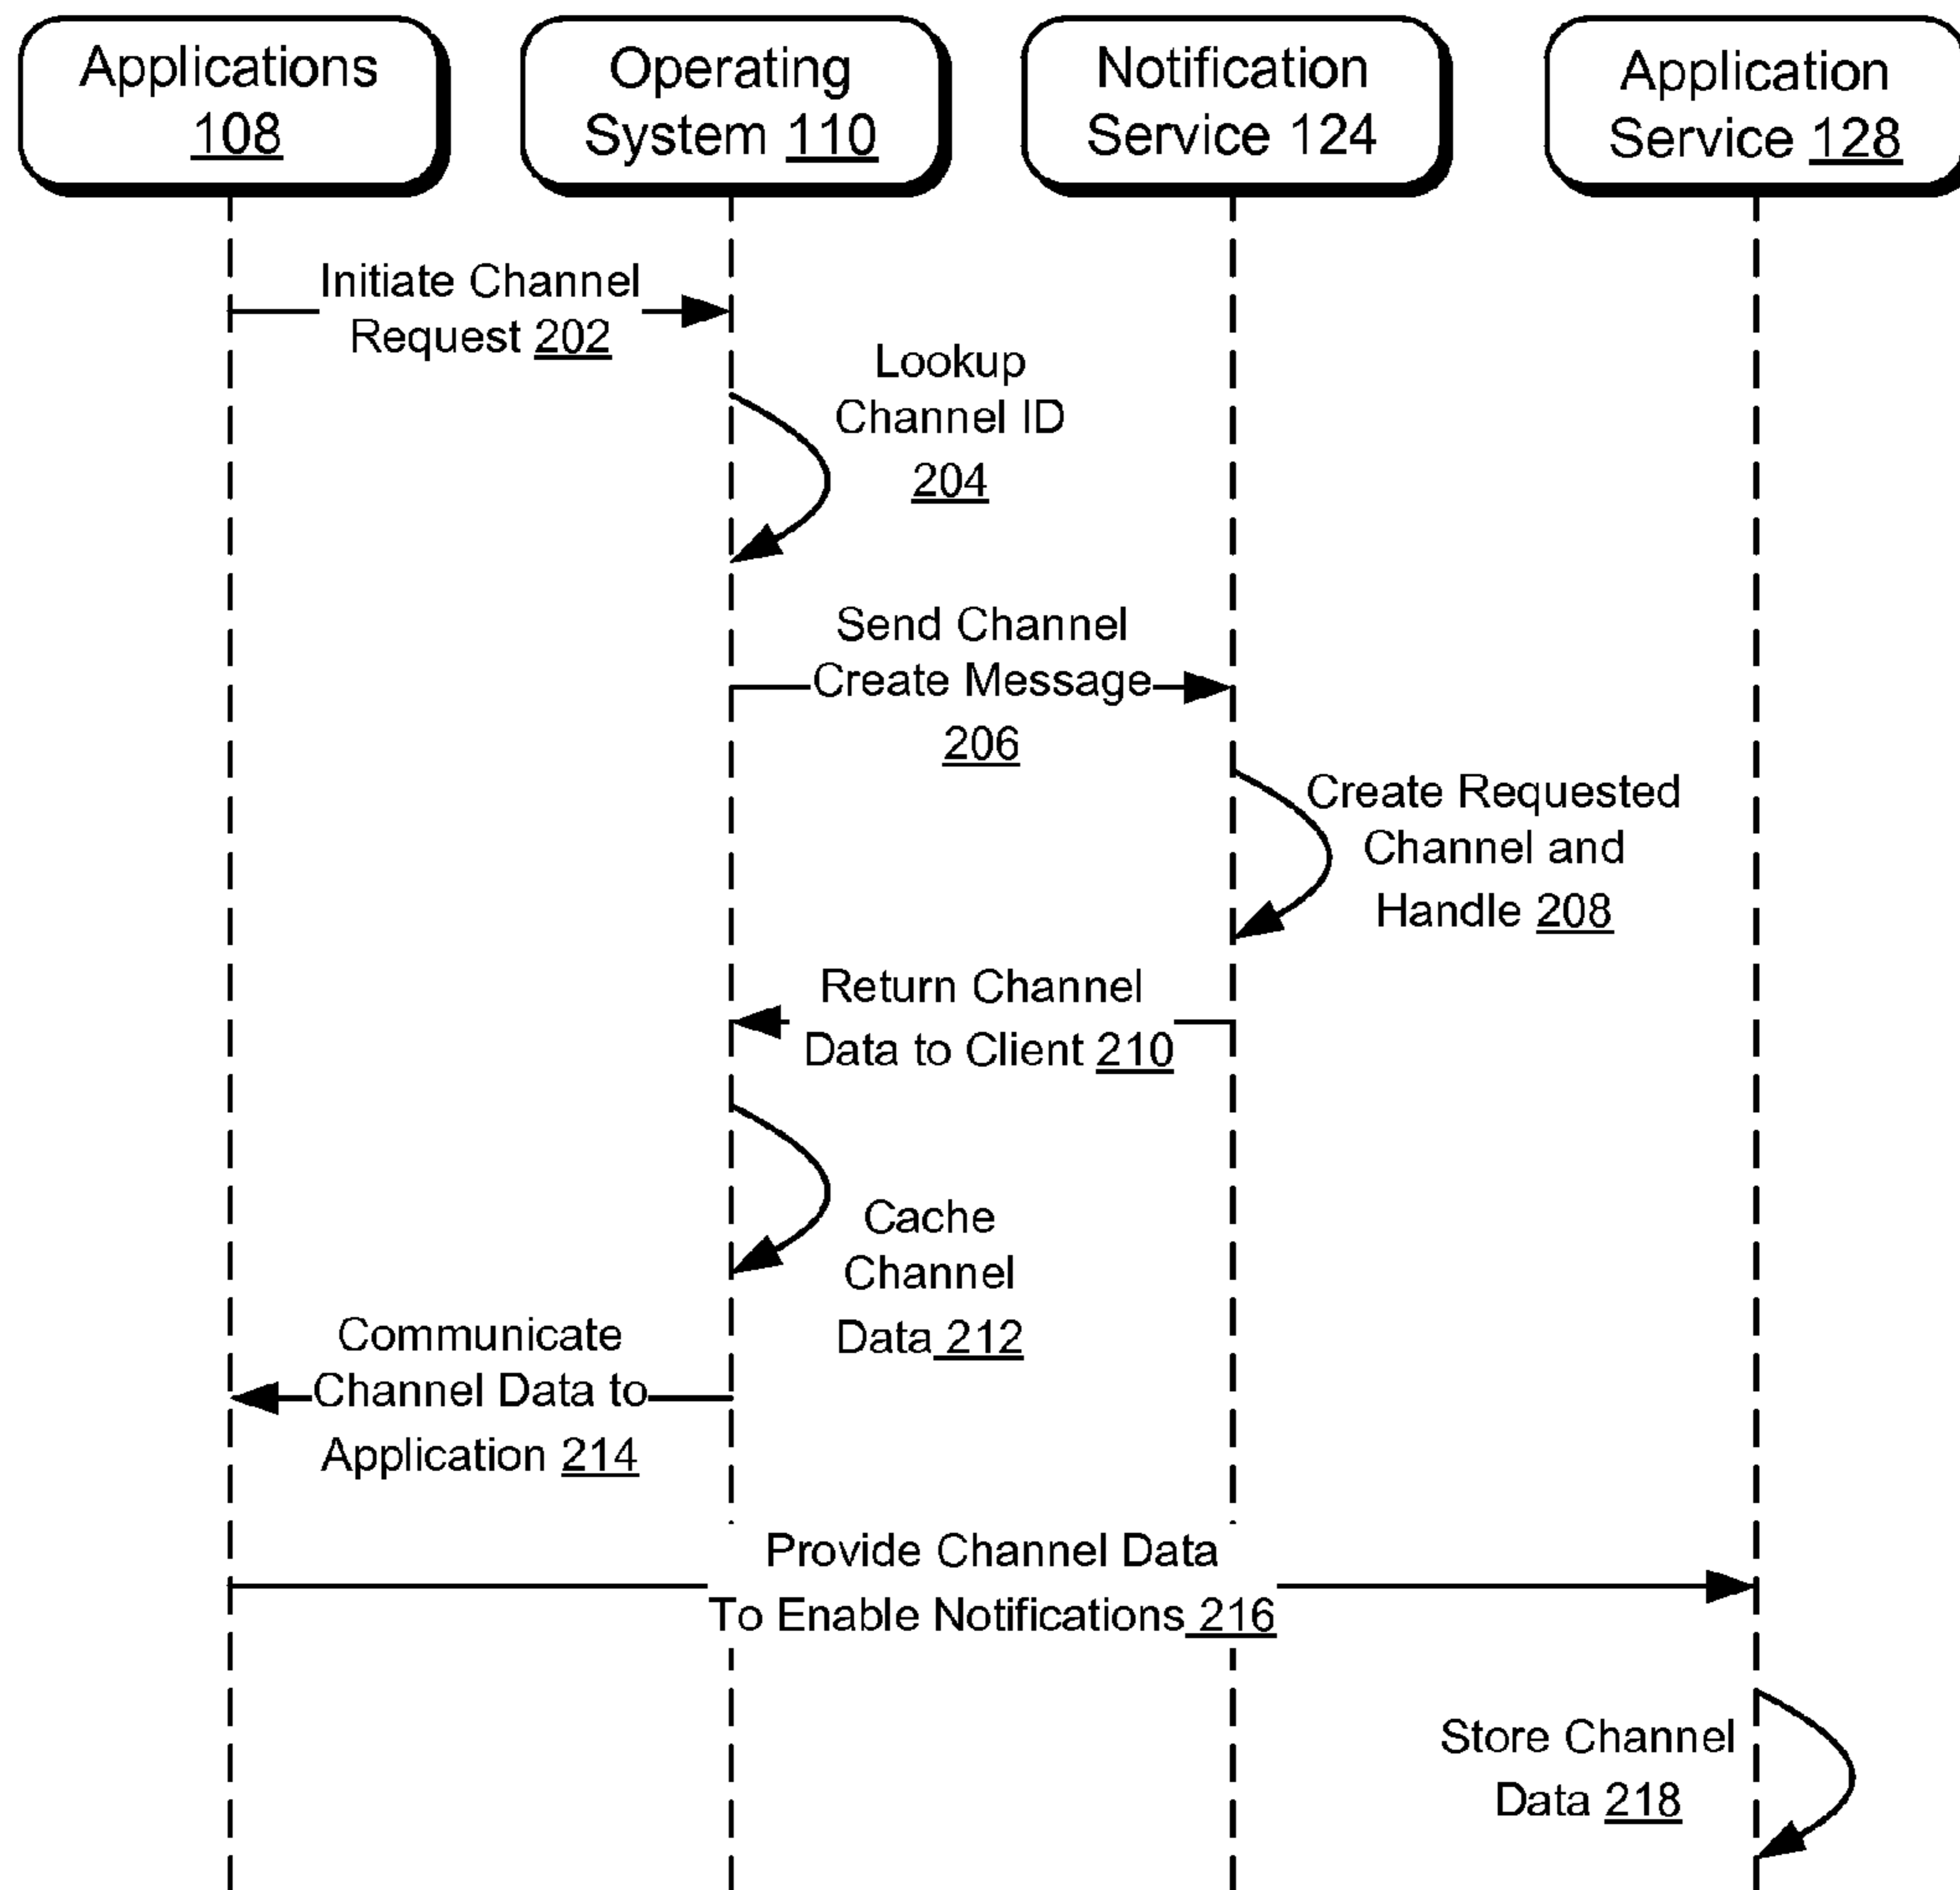 Applications
108
Operating
System 110
Notification
Service 124
Application
Service 128
Initiate Channel
Request 202
Lookup
Channel ID
204
Send Channel
Create Message
206
Create Requested
Channel and
Handle 208
Return Channel
Data to Client 210
Cache
Channel
Data 212
Communicate
Channel Data to
Application 214
Provide Channel Data
To Enable Notifications 216
Store Channel
Data 218